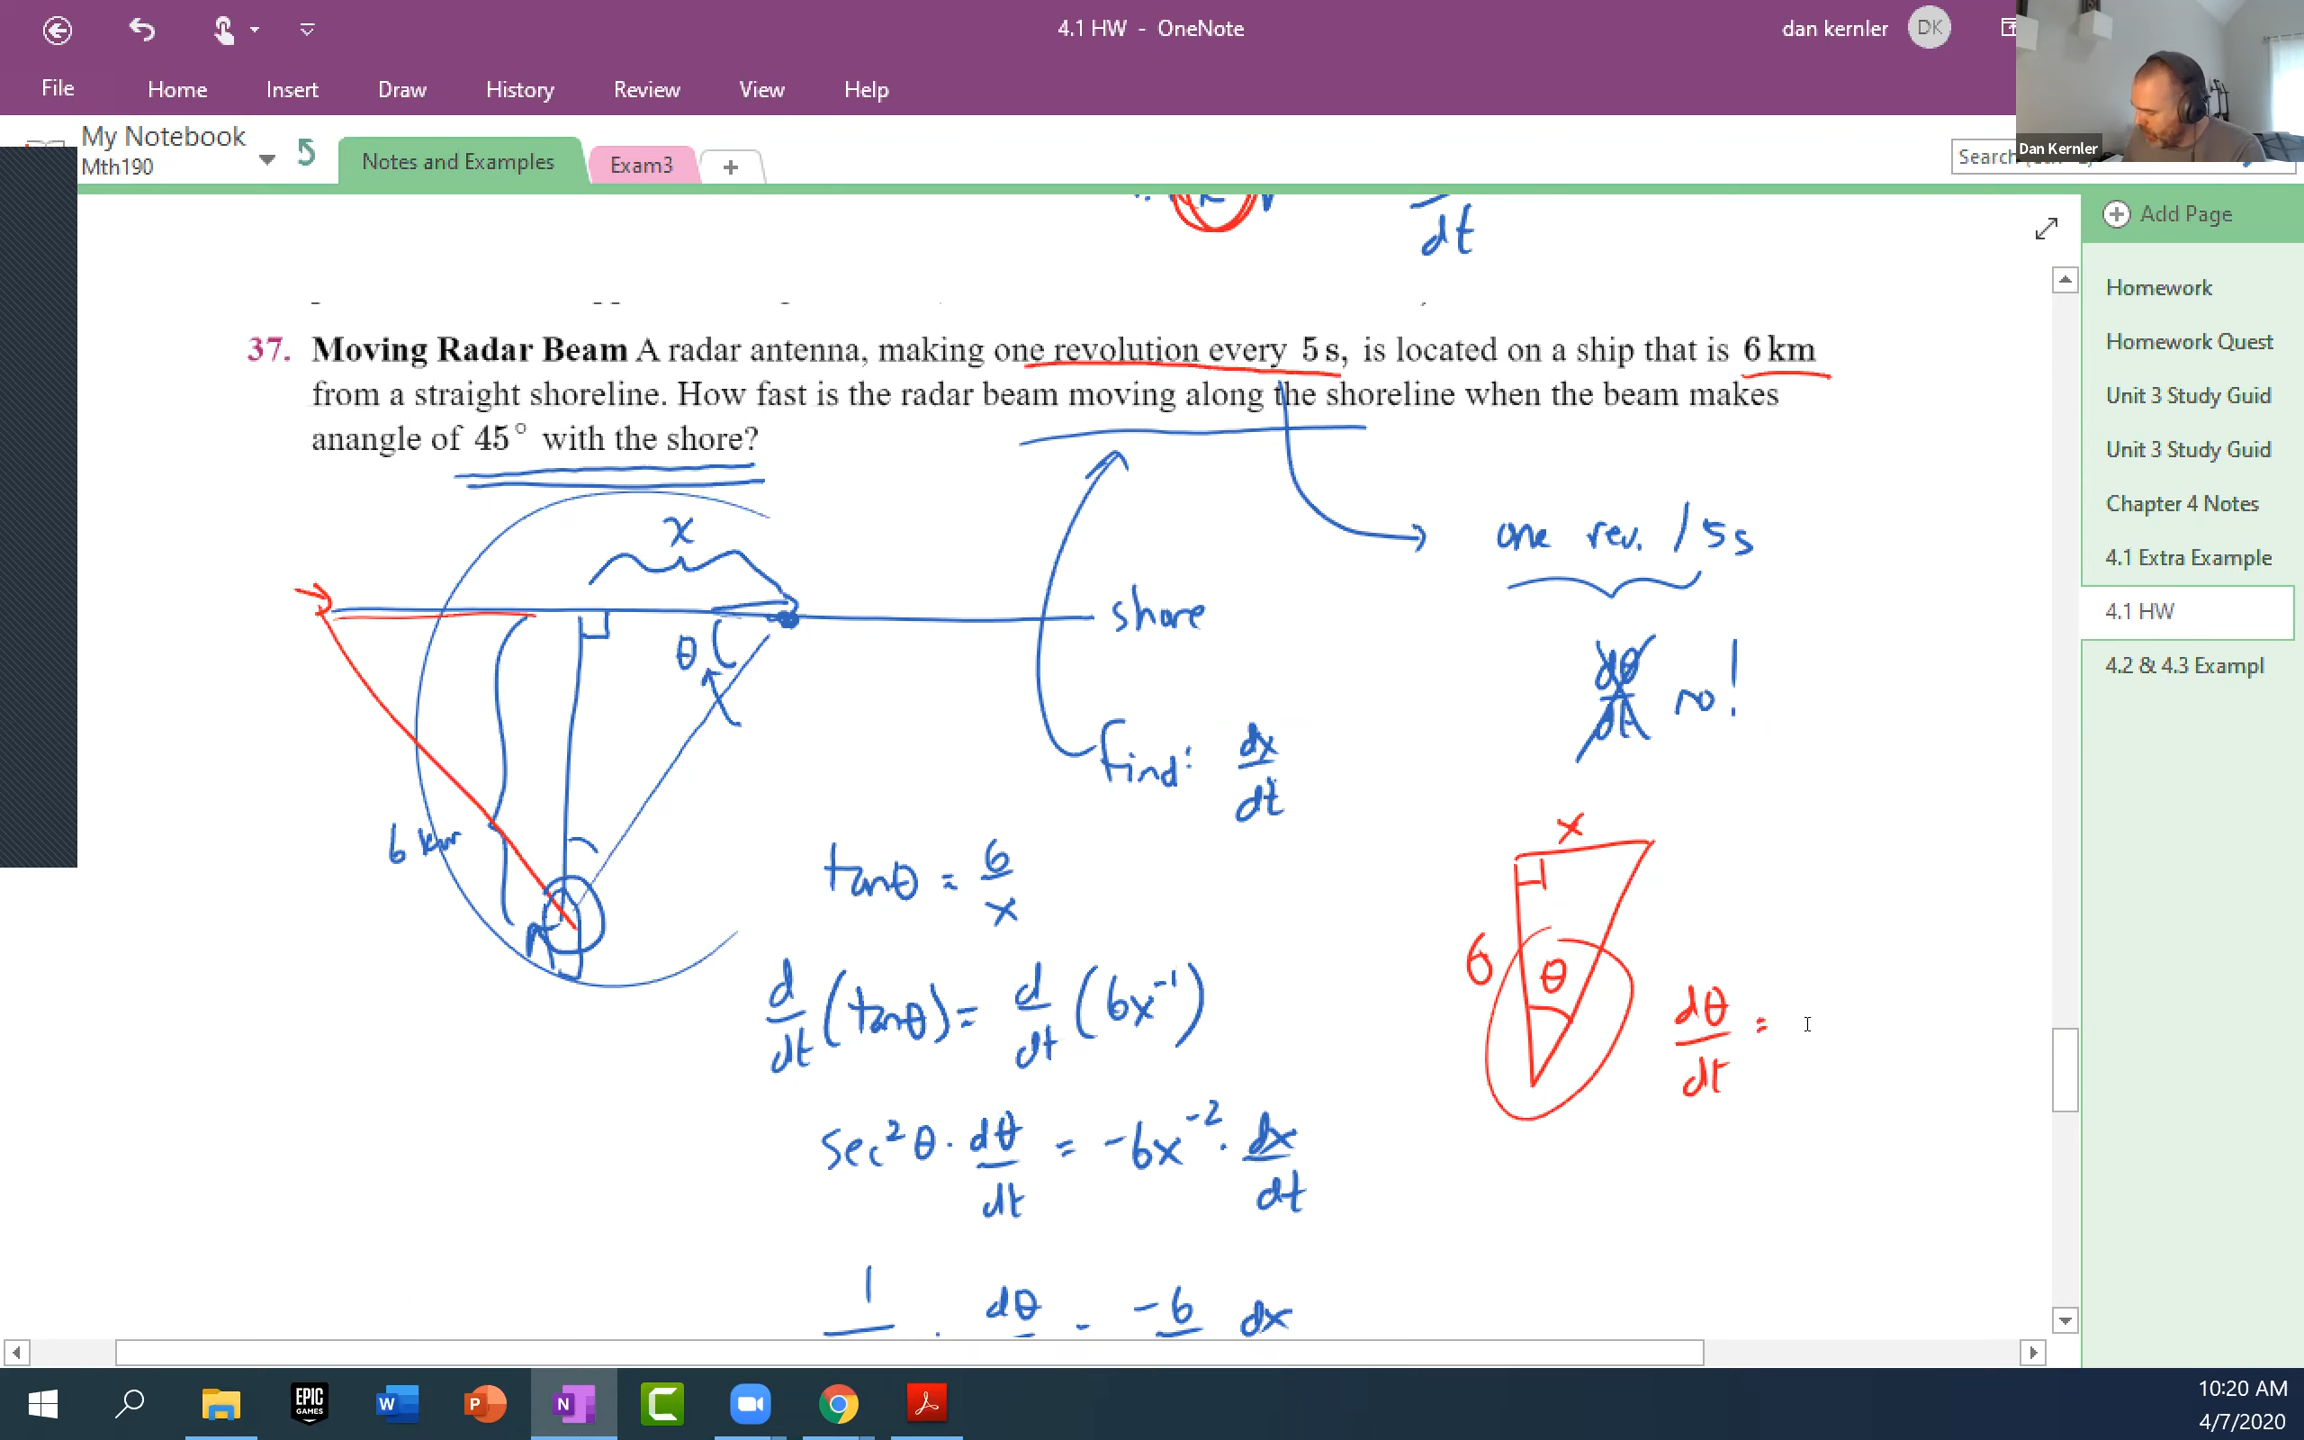 4.1 HW - OneNote
dan kernler DK
File Home Insert Draw History Review View Help
Dan Kernler
My Notebook
Mth190
Notes and Examples
Exam3
Search
Add Page
Homework
Homework Quest
Unit 3 Study Guid
Unit 3 Study Guid
Chapter 4 Notes
4.1 Extra Example
4.1 HW
4.2 & 4.3 Exampl
dt
37. Moving Radar Beam A radar antenna, making one revolution every 5 s, is located on a ship that is 6 km
from a straight shoreline. How fast is the radar beam moving along the shoreline when the beam makes
anangle of 45° with the shore?
x
one rev. / 5s
shore
θ
dθ/dt no!
find: dx/dt
6 km
x
tanθ = 6/x
6
θ
d/dt (tanθ) = d/dt (6x⁻¹)
dθ/dt =
sec²θ · dθ/dt = -6x⁻² · dx/dt
1 · dθ = -6 dx
EPIC GAMES
W
P
N
C
10:20 AM
4/7/2020